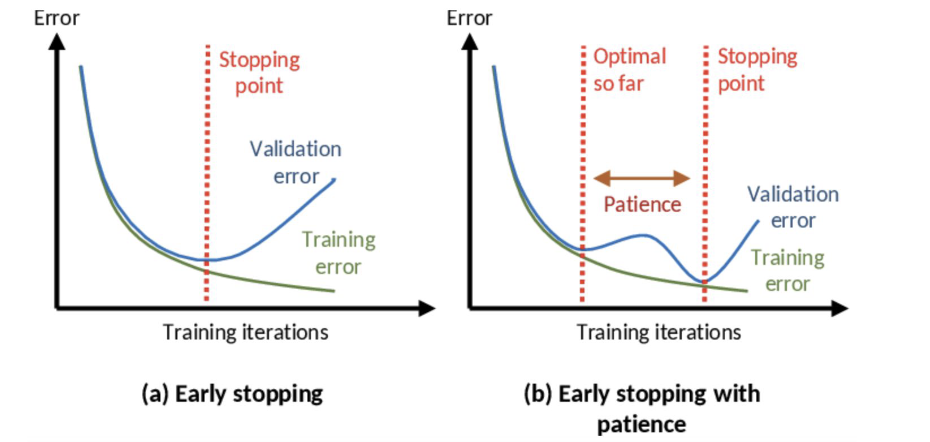 Error
Stopping
point
Validation
error
Training
error
Training iterations
(a) Early stopping
Error
Optimal
so far
Stopping
point
Patience
Validation
error
Training
error
Training iterations
(b) Early stopping with
patience